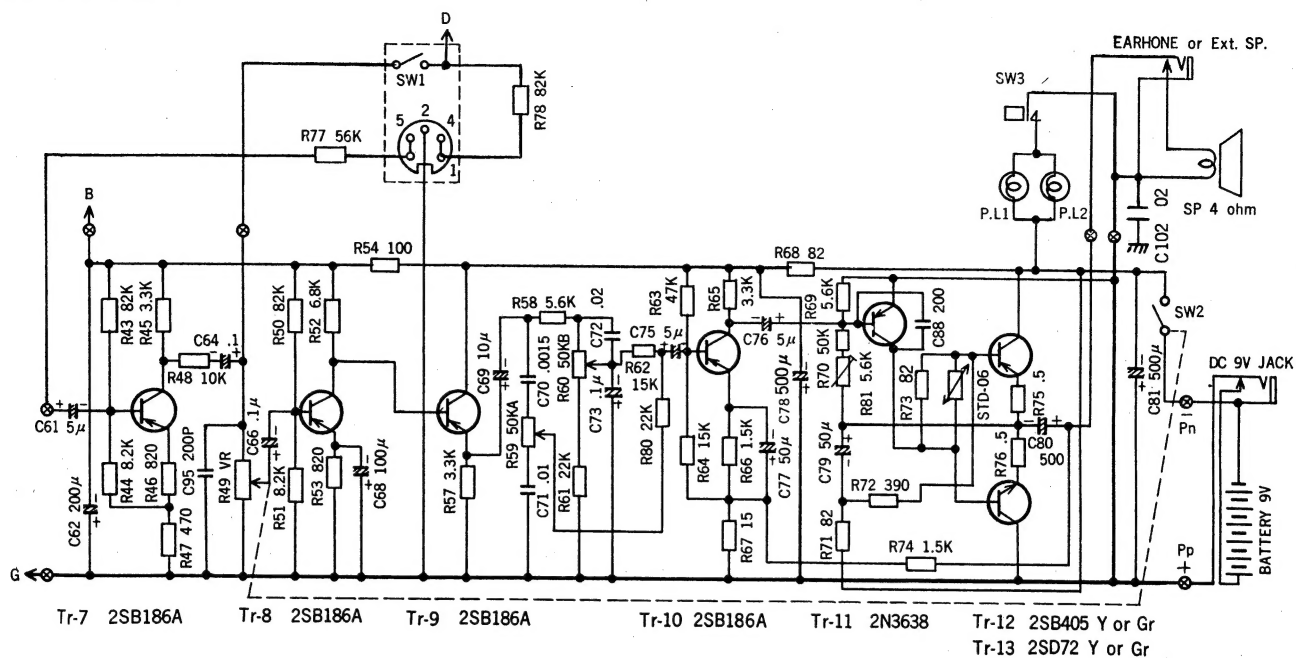 D
EARHONE or Ext. SP.
SW1
SW3
R78 82K
5 2 4
1
R77 56K
B
P.L1 P.L2
SP 4 ohm
C102 02
R54 100
R68 82
R43 82K
R45 3.3K
C64 .1
+
R48 10K
R50 82K
R52 6.8K
C69 10μ
-
+
R58 5.6K
C70 .0015
R60 50KB
C72 .02
R63 47K
R65 3.3K
C75 5μ
- +
R62 15K
C76 5μ
- +
R69 5.6K
C88 200
SW2
DC 9V JACK
R70 50K
R81 5.6K
R73 82
STD-06
R75 .5
C81 500μ
-
+
-
Pn
C61 5μ
+ -
C66 .1μ
-
+
R59 50KA
C73 .1μ
-
+
R80 22K
C78 500μ
-
+
- +
C80 500
R76 .5
R44 8.2K
R46 820
C95 200P
R49 VR
R51 8.2K
R53 820
C68 100μ
-
+
R57 3.3K
C71 .01
R61 22K
R64 15K
R66 1.5K
C77 50μ
-
+
C79 50μ
+
-
R72 390
C62 200μ
-
+
R47 470
R67 15
R71 82
R74 1.5K
BATTERY 9V
G
Pp
+
Tr-7 2SB186A Tr-8 2SB186A Tr-9 2SB186A Tr-10 2SB186A Tr-11 2N3638 Tr-12 2SB405 Y or Gr
Tr-13 2SD72 Y or Gr